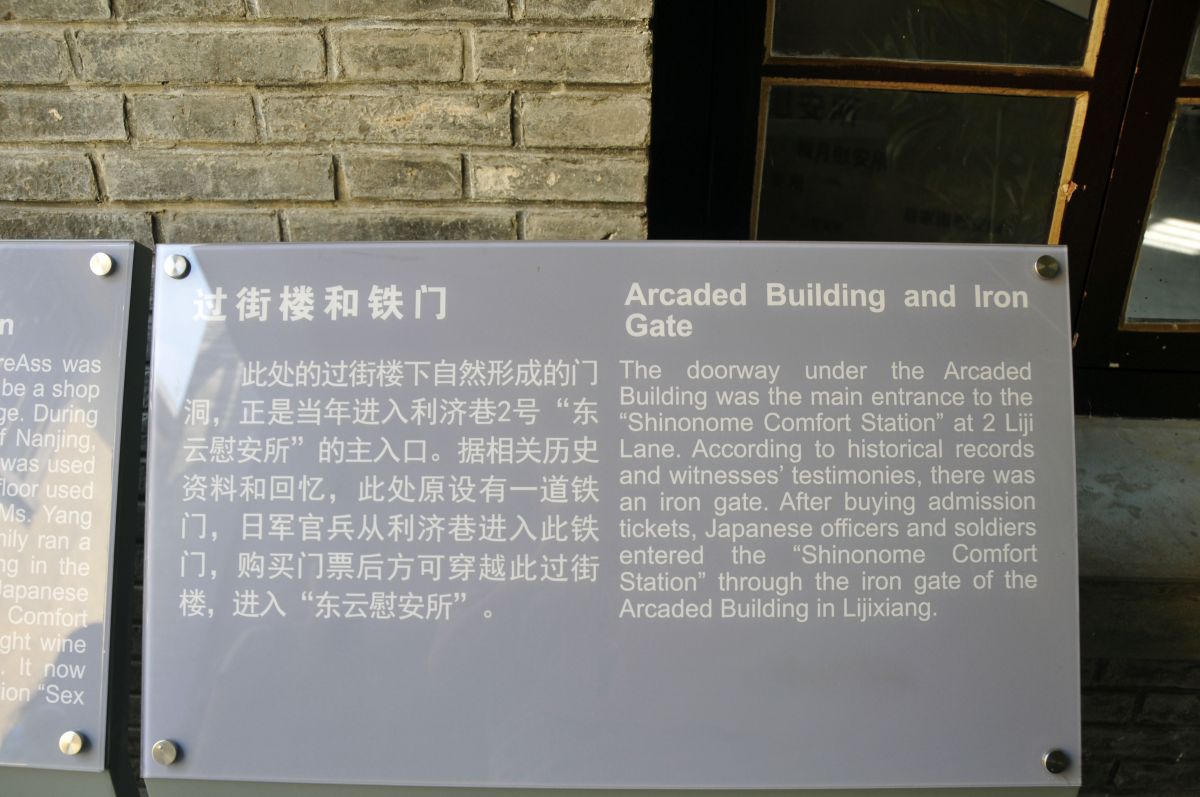 n
reAss was
be a shop
ge. During
f Nanjing,
was used
floor used
Ms. Yang
nily ran a
ng in the
Japanese
Comfort
ght wine
. It now
ion “Sex
过街楼和铁门
此处的过街楼下自然形成的门
洞，正是当年进入利济巷2号“东
云慰安所”的主入口。据相关历史
资料和回忆，此处原设有一道铁
门，日军官兵从利济巷进入此铁
门，购买门票后方可穿越此过街
楼，进入“东云慰安所”。
Arcaded Building and Iron
Gate
The doorway under the Arcaded
Building was the main entrance to the
“Shinonome Comfort Station” at 2 Liji
Lane. According to historical records
and witnesses’ testimonies, there was
an iron gate. After buying admission
tickets, Japanese officers and soldiers
entered the “Shinonome Comfort
Station” through the iron gate of the
Arcaded Building in Lijixiang.